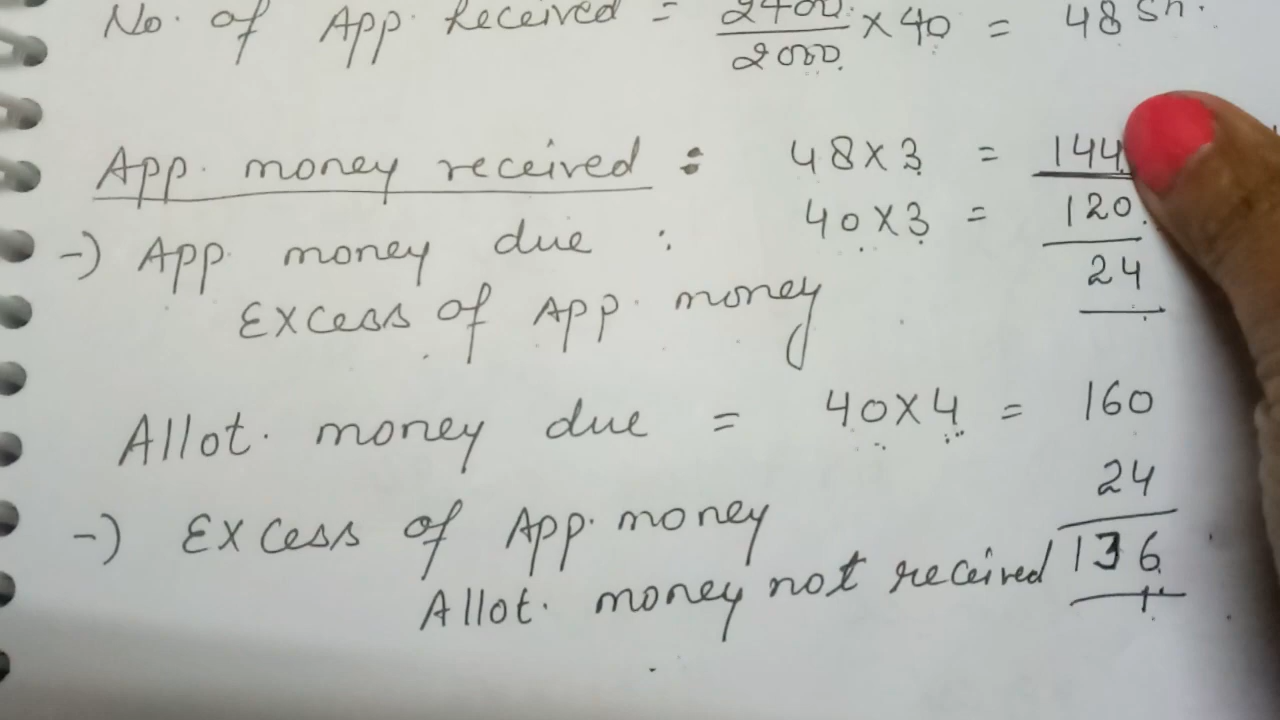 No. of App. Received = 2400/2000 × 40 = 48 sh.
App. money received : 48×3 = 144
-) App. money due : 40×3 = 120
Excess of App. money 24
Allot. money due = 40×4 = 160
-) Excess of App. money 24
Allot. money not received 136